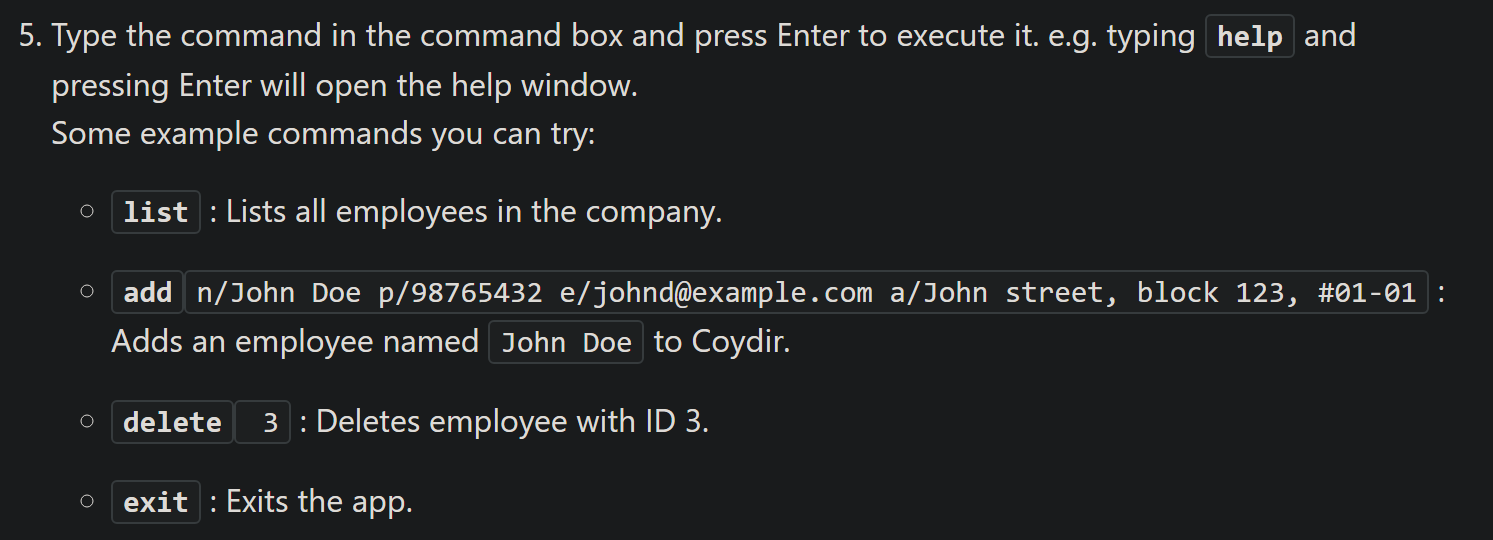 5. Type the command in the command box and press Enter to execute it. e.g. typing help and
pressing Enter will open the help window.
Some example commands you can try:
list : Lists all employees in the company.
add n/John Doe p/98765432 e/johnd@example.com a/John street, block 123, #01-01 :
Adds an employee named John Doe to Coydir.
delete 3 : Deletes employee with ID 3.
exit : Exits the app.